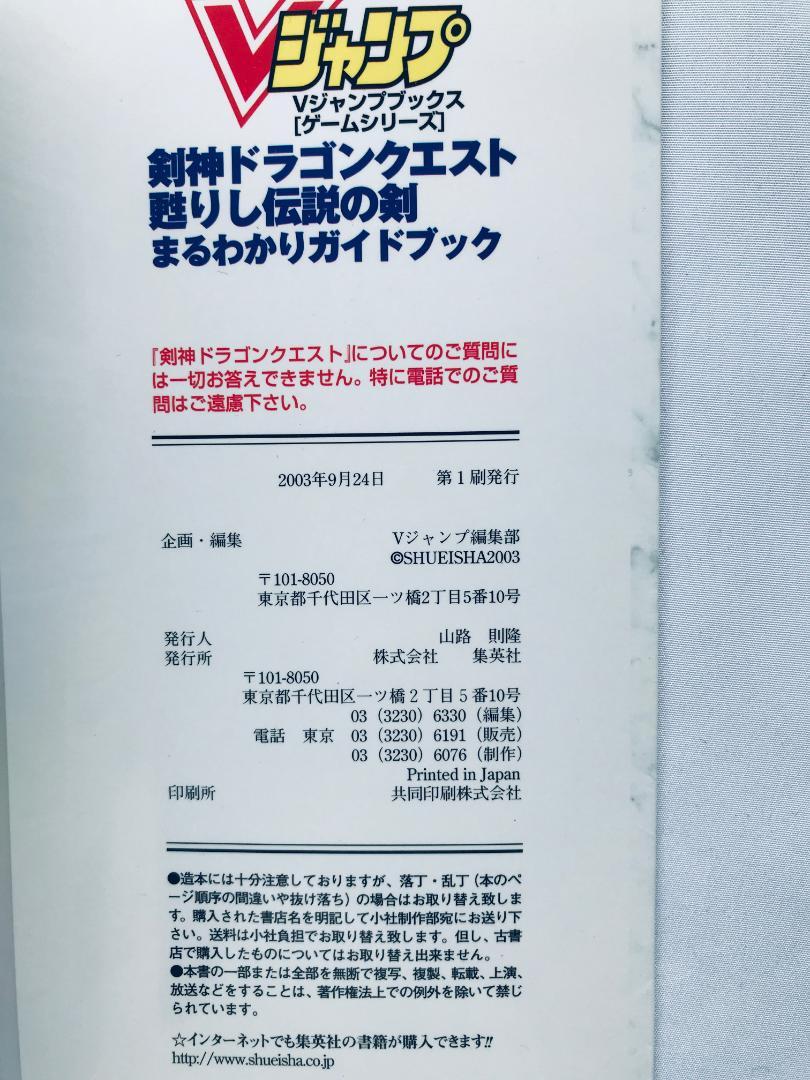 Vジャンプ
Vジャンプブックス
[ゲームシリーズ]
剣神ドラゴンクエスト
甦りし伝説の剣
まるわかりガイドブック
『剣神ドラゴンクエスト』についてのご質問に
は一切お答えできません。特に電話でのご質
問はご遠慮下さい。
2003年9月24日　第1刷発行
企画・編集　Vジャンプ編集部
©SHUEISHA2003
〒101-8050
東京都千代田区一ツ橋2丁目5番10号
発行人　山路　則隆
発行所　株式会社　集英社
〒101-8050
東京都千代田区一ツ橋2丁目5番10号
03 (3230) 6330 (編集)
電話　東京　03 (3230) 6191 (販売)
03 (3230) 6076 (制作)
Printed in Japan
印刷所　共同印刷株式会社
●造本には十分注意しておりますが、落丁・乱丁（本のペ
ージ順序の間違いや抜け落ち）の場合はお取り替え致しま
す。購入された書店名を明記して小社制作部宛にお送り下
さい。送料は小社負担でお取り替え致します。但し、古書
店で購入したものについてはお取り替え出来ません。
●本書の一部または全部を無断で複写、複製、転載、上演、
放送などをすることは、著作権法上での例外を除いて禁じ
られています。
☆インターネットでも集英社の書籍が購入できます!!
http://www.shueisha.co.jp